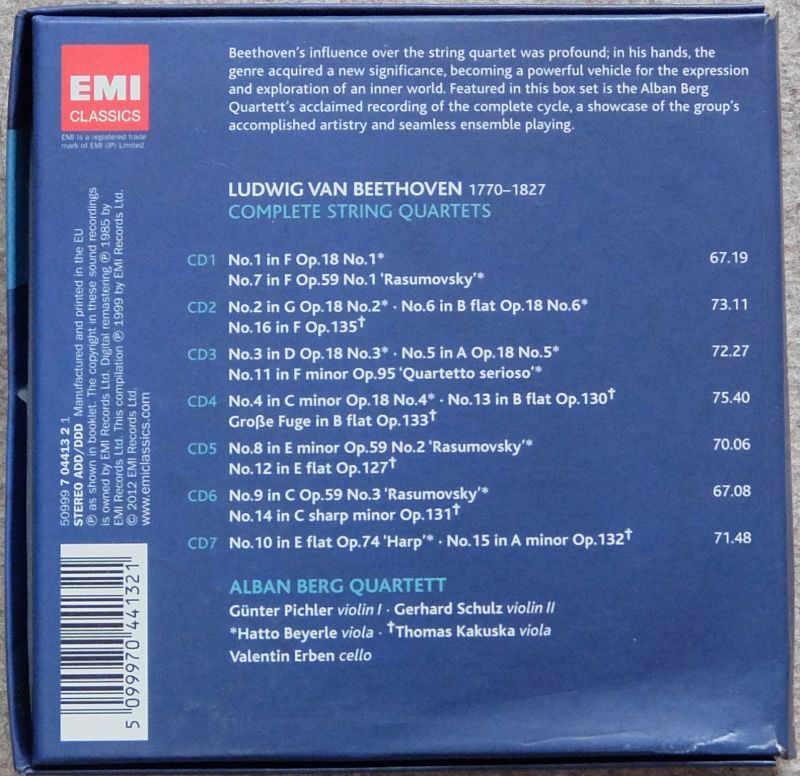 EMI
CLASSICS
EMI is a registered trade
mark of EMI (IP) Limited
Beethoven's influence over the string quartet was profound; in his hands, the
genre acquired a new significance, becoming a powerful vehicle for the expression
and exploration of an inner world. Featured in this box set is the Alban Berg
Quartett's acclaimed recording of the complete cycle, a showcase of the group's
accomplished artistry and seamless ensemble playing.
LUDWIG VAN BEETHOVEN 1770–1827
COMPLETE STRING QUARTETS
CD1 No.1 in F Op.18 No.1* 67.19
No.7 in F Op.59 No.1 'Rasumovsky'*
CD2 No.2 in G Op.18 No.2* · No.6 in B flat Op.18 No.6* 73.11
No.16 in F Op.135†
CD3 No.3 in D Op.18 No.3* · No.5 in A Op.18 No.5* 72.27
No.11 in F minor Op.95 'Quartetto serioso'*
CD4 No.4 in C minor Op.18 No.4* · No.13 in B flat Op.130† 75.40
Große Fuge in B flat Op.133†
CD5 No.8 in E minor Op.59 No.2 'Rasumovsky'* 70.06
No.12 in E flat Op.127†
CD6 No.9 in C Op.59 No.3 'Rasumovsky'* 67.08
No.14 in C sharp minor Op.131†
CD7 No.10 in E flat Op.74 'Harp'* · No.15 in A minor Op.132† 71.48
ALBAN BERG QUARTETT
Günter Pichler violin I · Gerhard Schulz violin II
*Hatto Beyerle viola · †Thomas Kakuska viola
Valentin Erben cello
50999 7 04413 2 1
STEREO ADD/DDD Manufactured and printed in the EU
℗ as shown in booklet. The copyright in these sound recordings
is owned by EMI Records Ltd. Digital remastering ℗ 1985 by
EMI Records Ltd. This compilation ℗ 1999 by EMI Records Ltd.
© 2012 EMI Records Ltd.
www.emiclassics.com
5 099970 441321